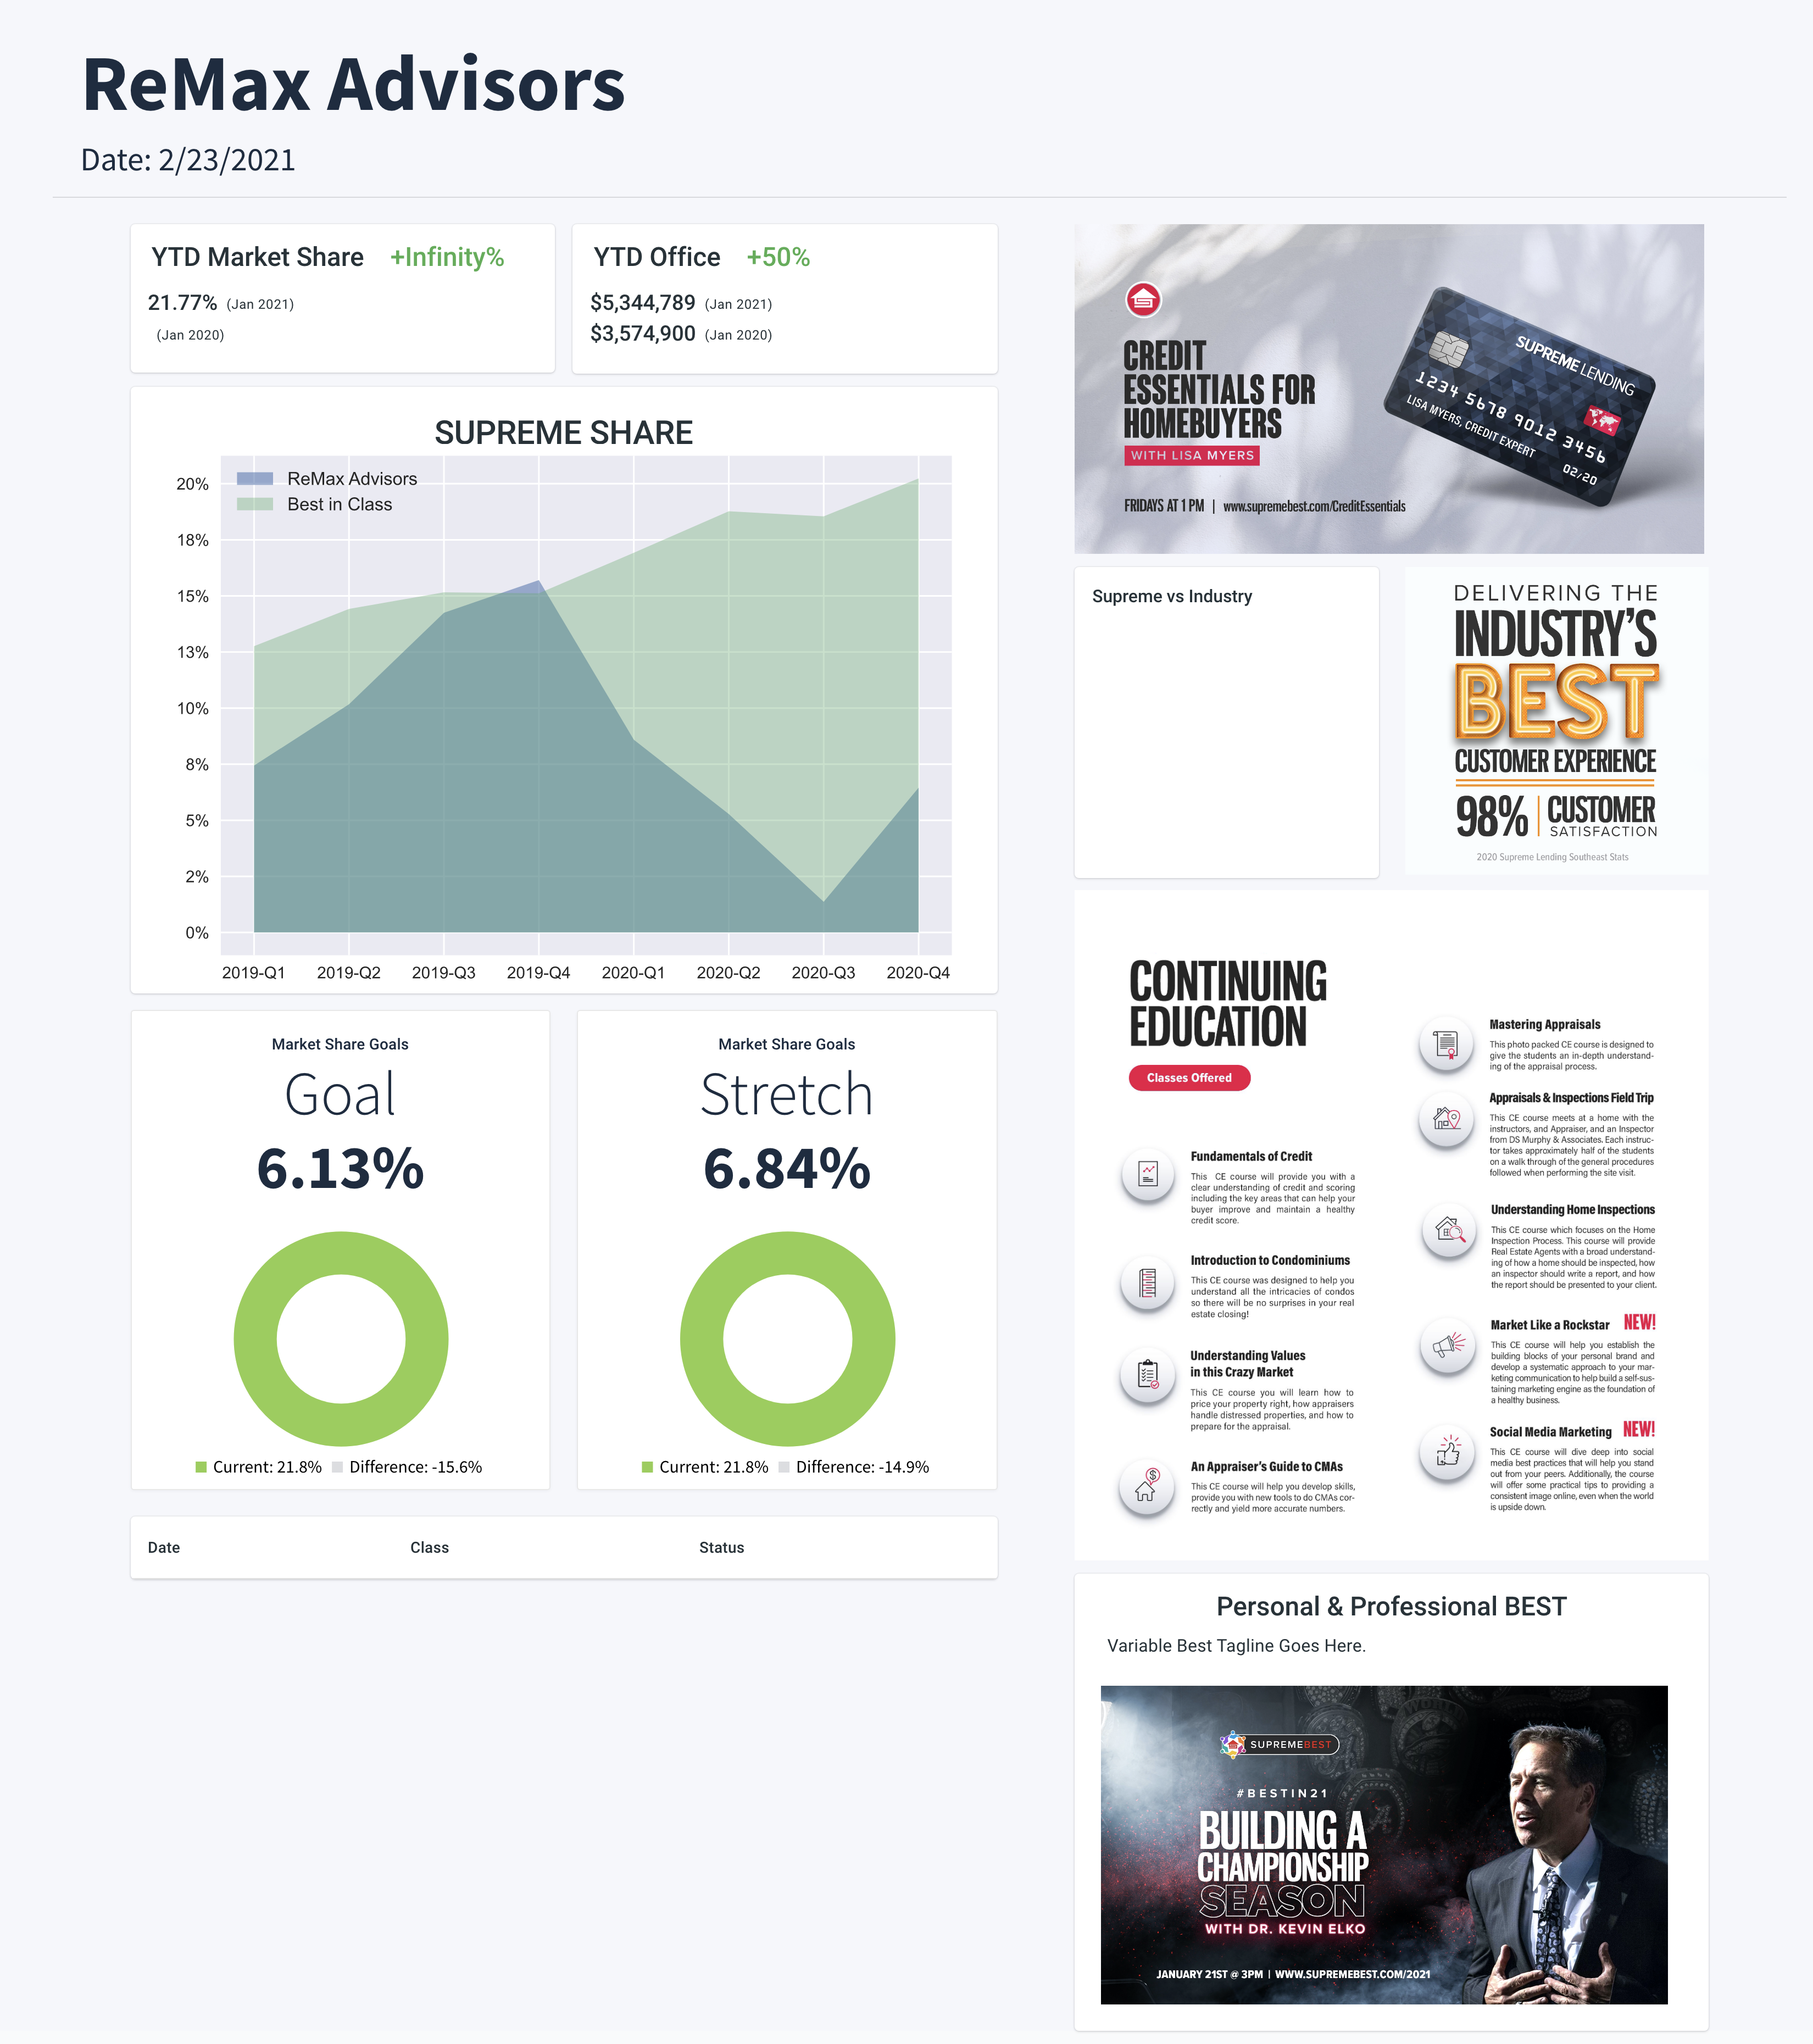 ReMax Advisors
Date: 2/23/2021
YTD Market Share +Infinity%
21.77% (Jan 2021)
(Jan 2020)
YTD Office +50%
$5,344,789 (Jan 2021)
$3,574,900 (Jan 2020)
SUPREME SHARE
ReMax Advisors
Best in Class
20%
18%
15%
13%
10%
8%
5%
2%
0%
2019-Q1 2019-Q2 2019-Q3 2019-Q4 2020-Q1 2020-Q2 2020-Q3 2020-Q4
Market Share Goals
Goal
6.13%
Current: 21.8% Difference: -15.6%
Market Share Goals
Stretch
6.84%
Current: 21.8% Difference: -14.9%
Date Class Status
CREDIT
ESSENTIALS FOR
HOMEBUYERS
WITH LISA MYERS
FRIDAYS AT 1 PM | www.supremebest.com/CreditEssentials
SUPREME LENDING
1234 5678 9012 3456
LISA MYERS, CREDIT EXPERT
02/20
Supreme vs Industry
DELIVERING THE
INDUSTRY'S
BEST
CUSTOMER EXPERIENCE
98% | CUSTOMER
SATISFACTION
2020 Supreme Lending Southeast Stats
CONTINUING
EDUCATION
Classes Offered
Fundamentals of Credit
This CE course will provide you with a
clear understanding of credit and scoring
including the key areas that can help your
buyer improve and maintain a healthy
credit score.
Introduction to Condominiums
This CE course was designed to help you
understand all the intricacies of condos
so there will be no surprises in your real
estate closing!
Understanding Values
in this Crazy Market
This CE course you will learn how to
price your property right, how appraisers
handle distressed properties, and how to
prepare for the appraisal.
An Appraiser's Guide to CMAs
This CE course will help you develop skills,
provide you with new tools to do CMAs cor-
rectly and yield more accurate numbers.
Mastering Appraisals
This photo packed CE course is designed to
give the students an in-depth understand-
ing of the appraisal process.
Appraisals & Inspections Field Trip
This CE course meets at a home with the
instructors, and Appraiser, and an Inspector
from DS Murphy & Associates. Each instruc-
tor takes approximately half of the students
on a walk through of the general procedures
followed when performing the site visit.
Understanding Home Inspections
This CE course which focuses on the Home
Inspection Process. This course will provide
Real Estate Agents with a broad understand-
ing of how a home should be inspected, how
an inspector should write a report, and how
the report should be presented to your client.
Market Like a Rockstar NEW!
This CE course will help you establish the
building blocks of your personal brand and
develop a systematic approach to your mar-
keting communication to help build a self-sus-
taining marketing engine as the foundation of
a healthy business.
Social Media Marketing NEW!
This CE course will dive deep into social
media best practices that will help you stand
out from your peers. Additionally, the course
will offer some practical tips to providing a
consistent image online, even when the world
is upside down.
Personal & Professional BEST
Variable Best Tagline Goes Here.
SUPREMEBEST
#BESTIN21
BUILDING A
CHAMPIONSHIP
SEASON
WITH DR. KEVIN ELKO
JANUARY 21ST @ 3PM | WWW.SUPREMEBEST.COM/2021